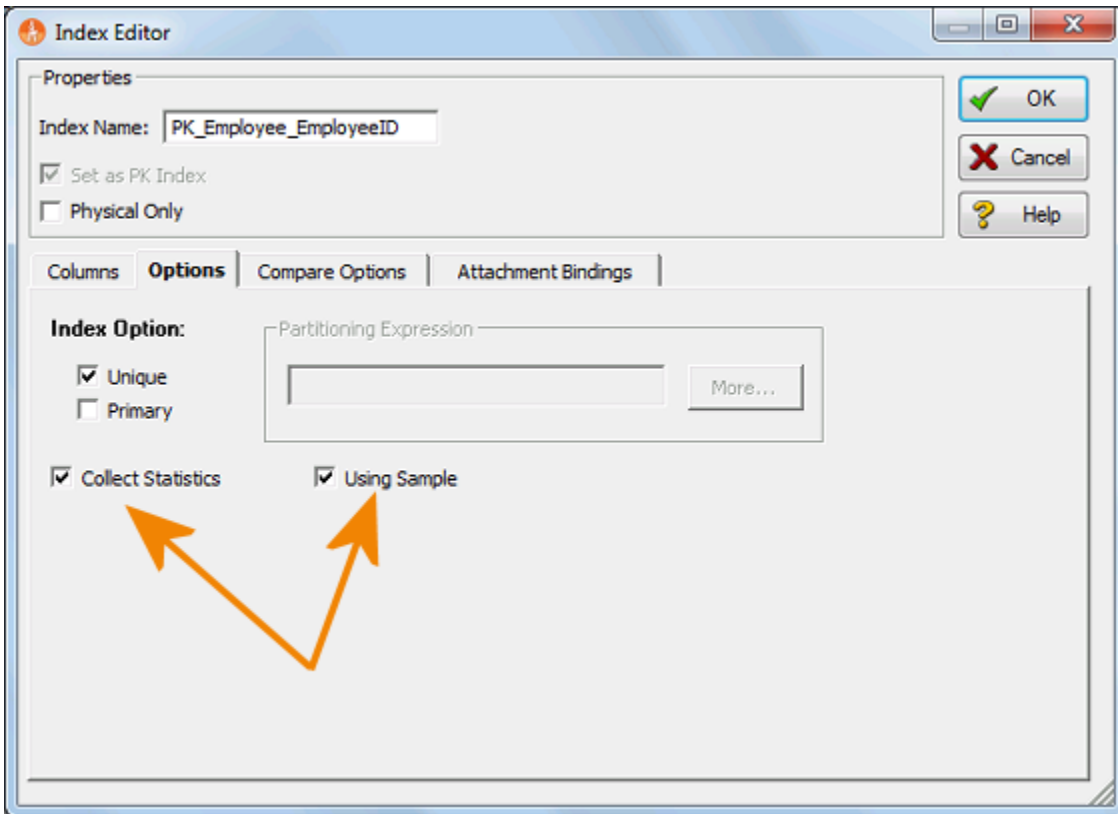 Index Editor
Properties
Index Name: PK_Employee_EmployeeID
Set as PK Index
Physical Only
OK
Cancel
Help
Columns Options Compare Options Attachment Bindings
Index Option:
Unique
Primary
Partitioning Expression
More...
Collect Statistics Using Sample